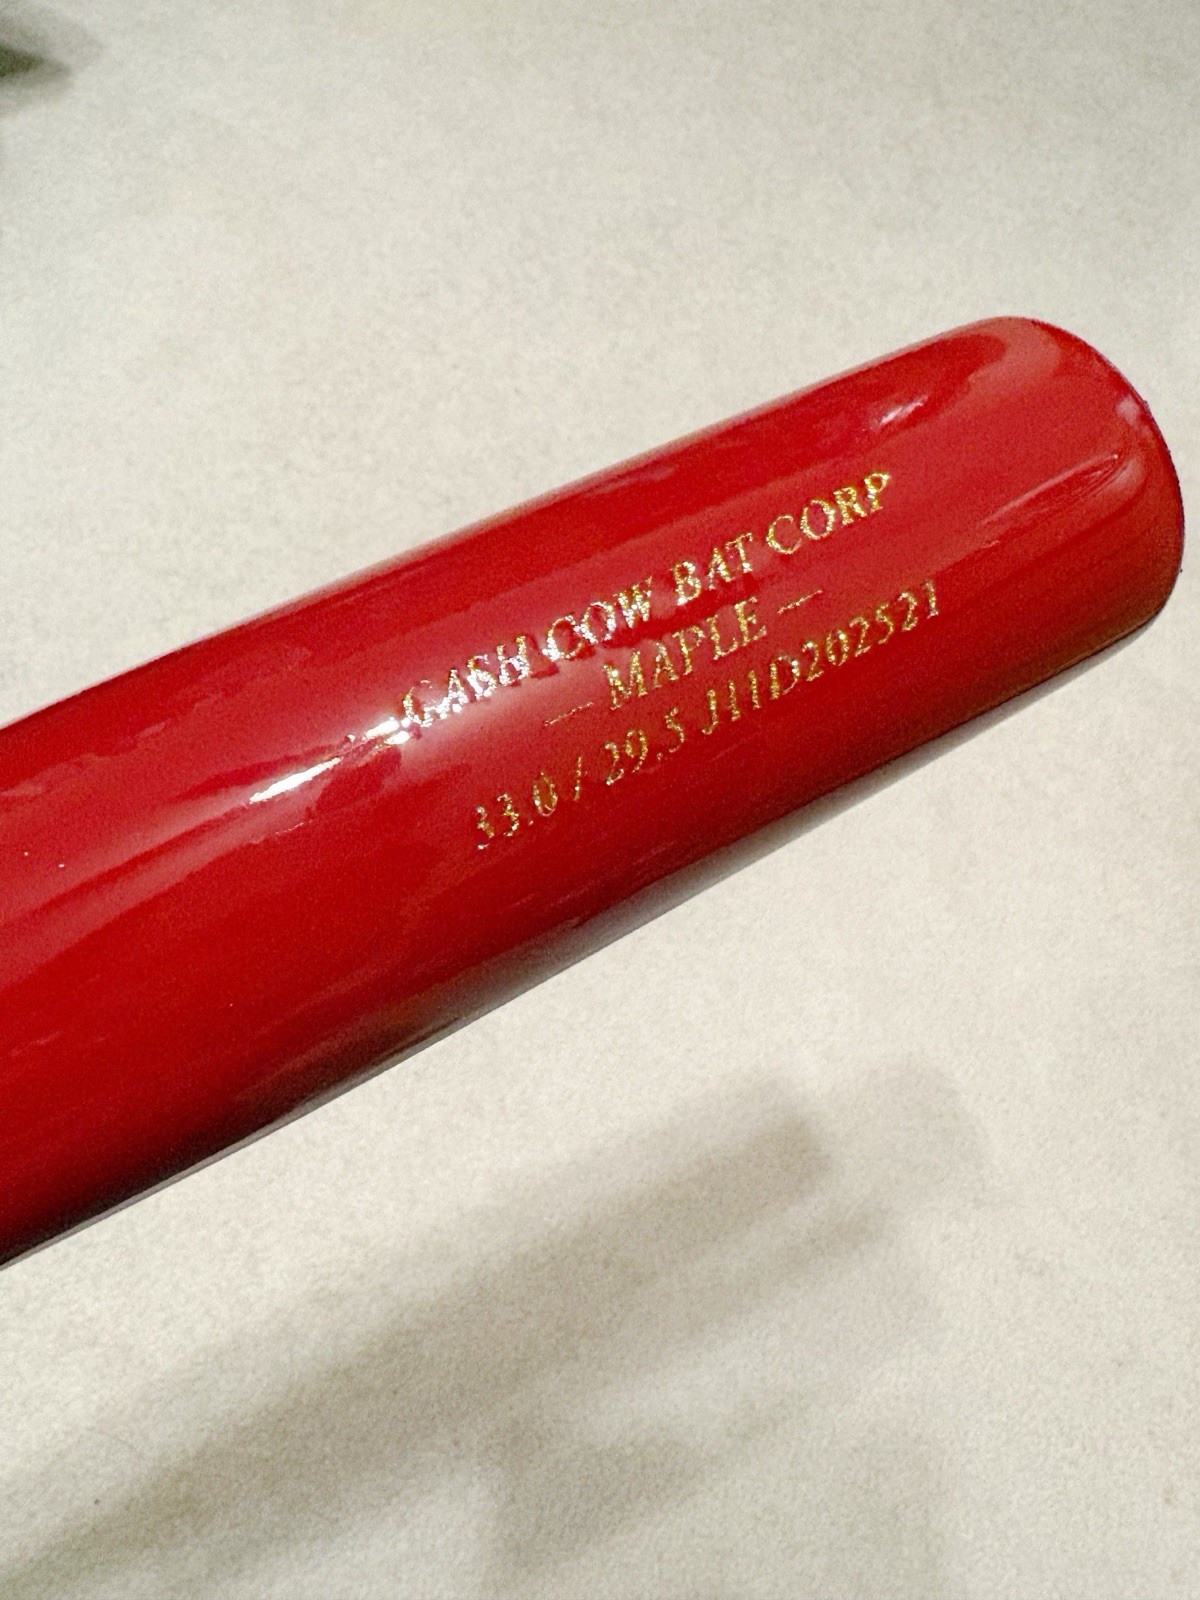 CASH COW BAT CORP
— MAPLE —
33.0 / 29.5 J11D202521